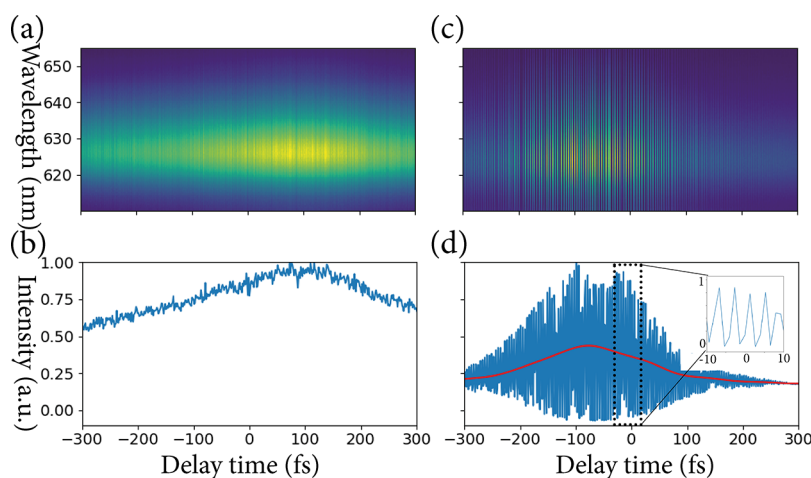 (a)
(c)
Wavelength (nm)
650
640
630
620
(b)
(d)
Intensity (a.u.)
1.00
0.75
0.50
0.25
0.00
1
0
-10 0 10
−300 −200 −100 0 100 200 300
−300 −200 −100 0 100 200 300
Delay time (fs)
Delay time (fs)